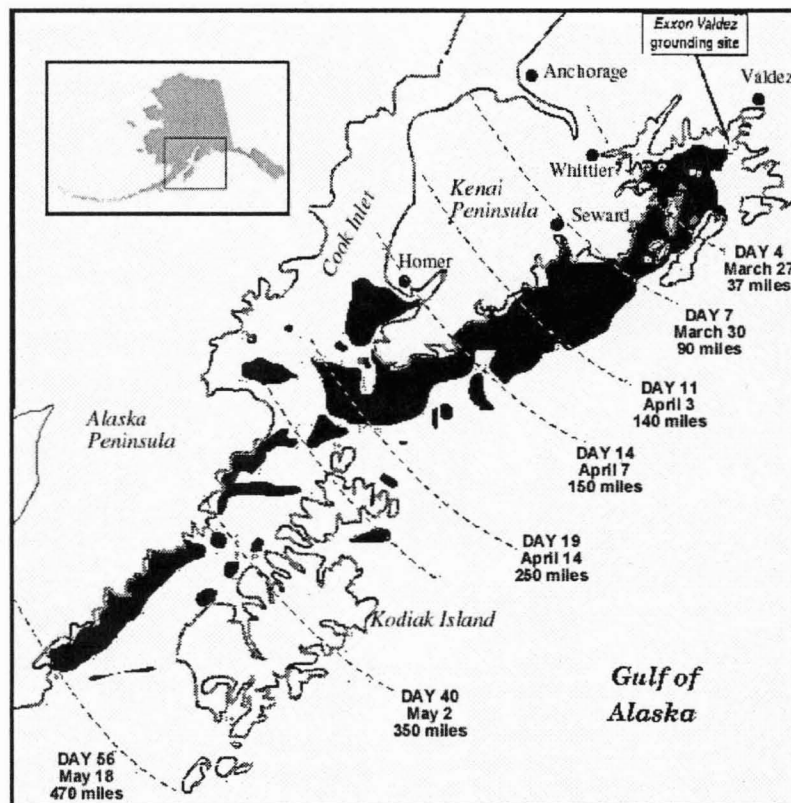 Exxon Valdez
grounding site
Anchorage
Valdez
Whittier
Kenai
Peninsula
Seward
Cook Inlet
Homer
DAY 4
March 27
37 miles
DAY 7
March 30
90 miles
DAY 11
April 3
140 miles
Alaska
Peninsula
DAY 14
April 7
150 miles
DAY 19
April 14
250 miles
Kodiak Island
Gulf of
Alaska
DAY 40
May 2
350 miles
DAY 56
May 18
470 miles